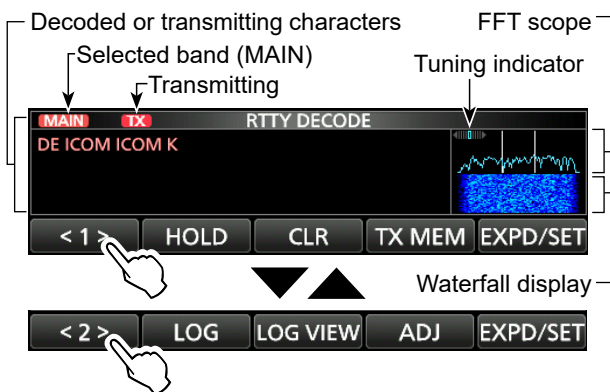 Decoded or transmitting characters
FFT scope
Selected band (MAIN)
Tuning indicator
Transmitting
MAIN TX RTTY DECODE
DE ICOM ICOM K
< 1 > HOLD CLR TX MEM EXPD/SET
Waterfall display
< 2 > LOG LOG VIEW ADJ EXPD/SET